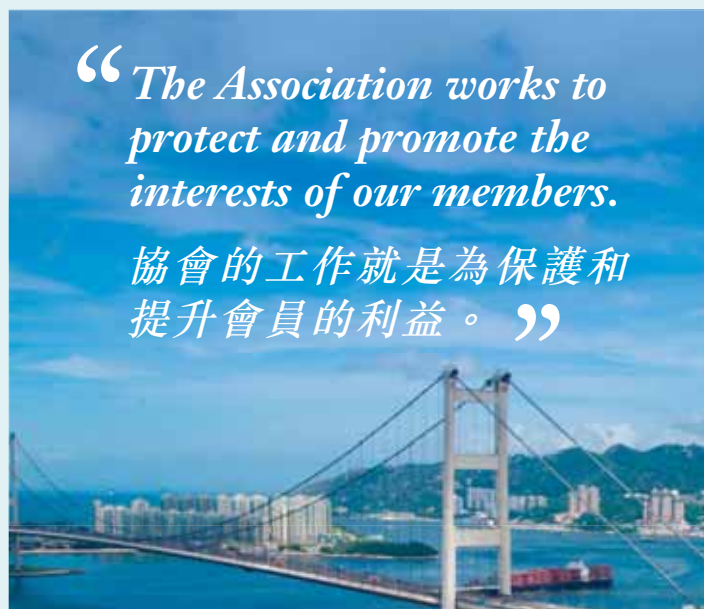 “ The Association works to
protect and promote the
interests of our members.
協會的工作就是為保護和
提升會員的利益。 ”